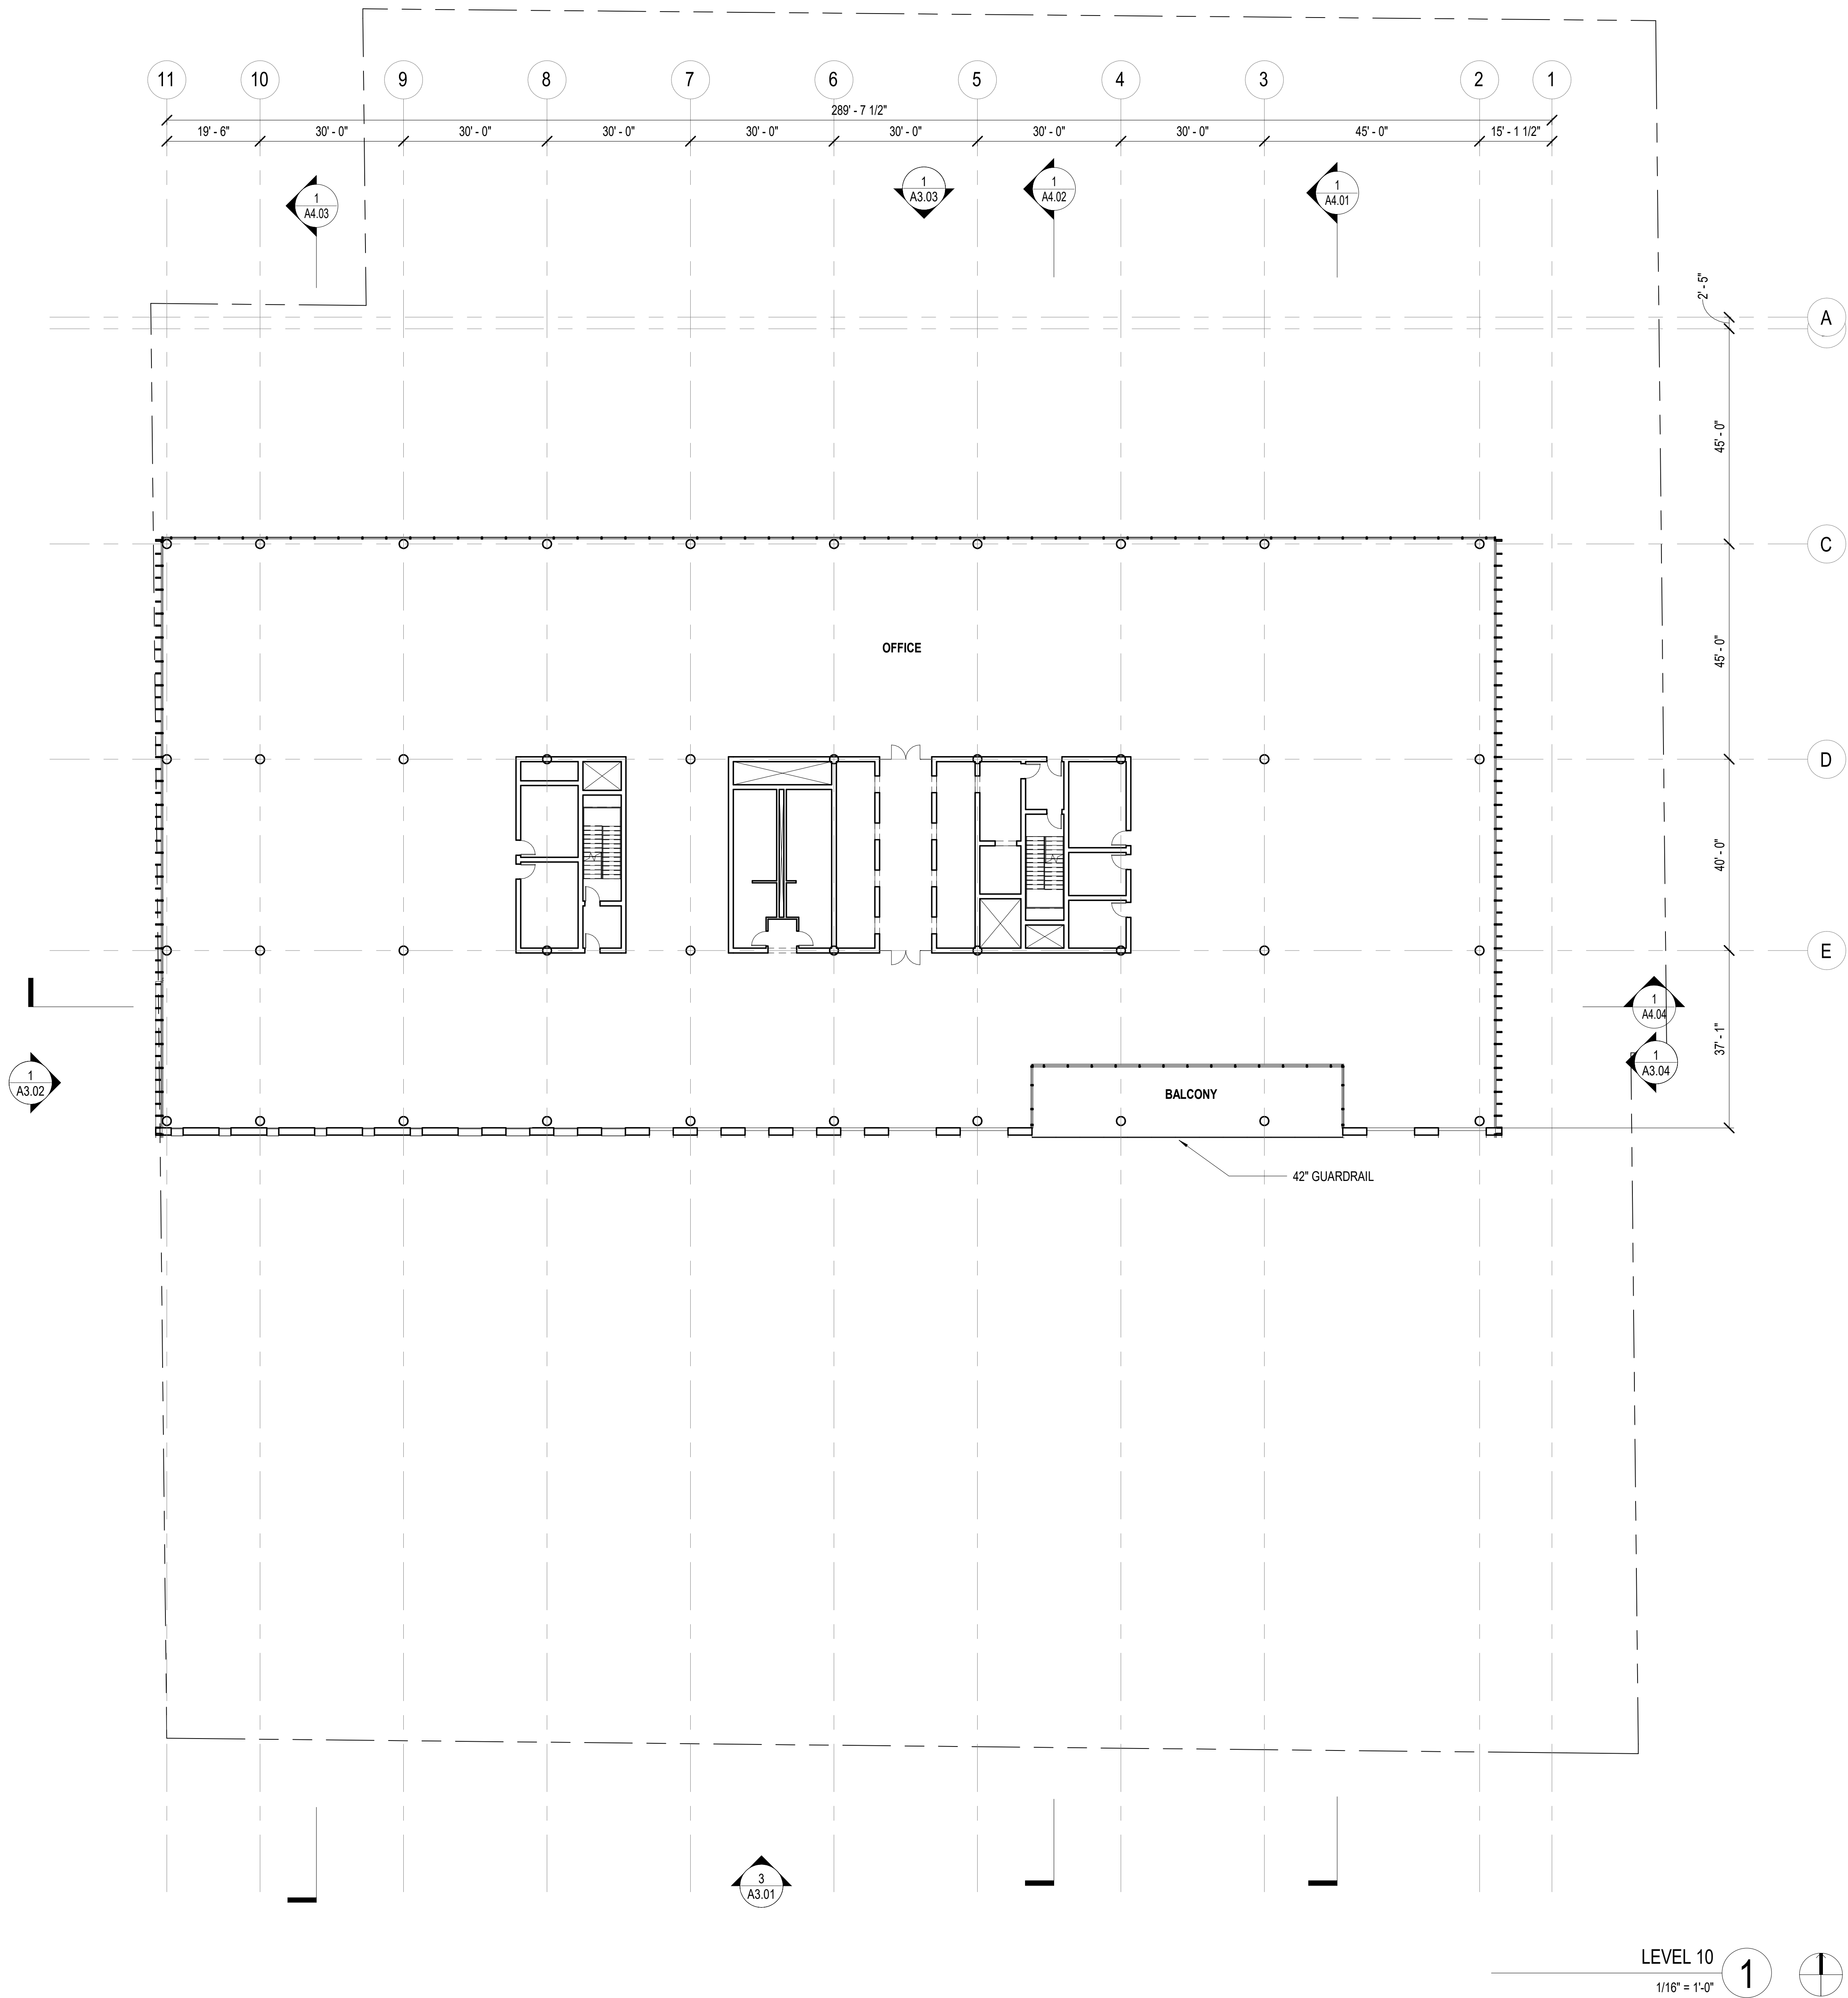 11 10 9 8 7 6 5 4 3 2 1
289' - 7 1/2"
19' - 6" 30' - 0" 30' - 0" 30' - 0" 30' - 0" 30' - 0" 30' - 0" 30' - 0" 45' - 0" 15' - 1 1/2"
1
A4.03
1
A3.03
1
A4.02
1
A4.01
2' - 5"
A
45' - 0"
C
OFFICE
45' - 0"
D
40' - 0"
E
1
A4.04
37' - 1"
1
A3.04
1
A3.02
BALCONY
42" GUARDRAIL
3
A3.01
LEVEL 10
1
1/16" = 1'-0"